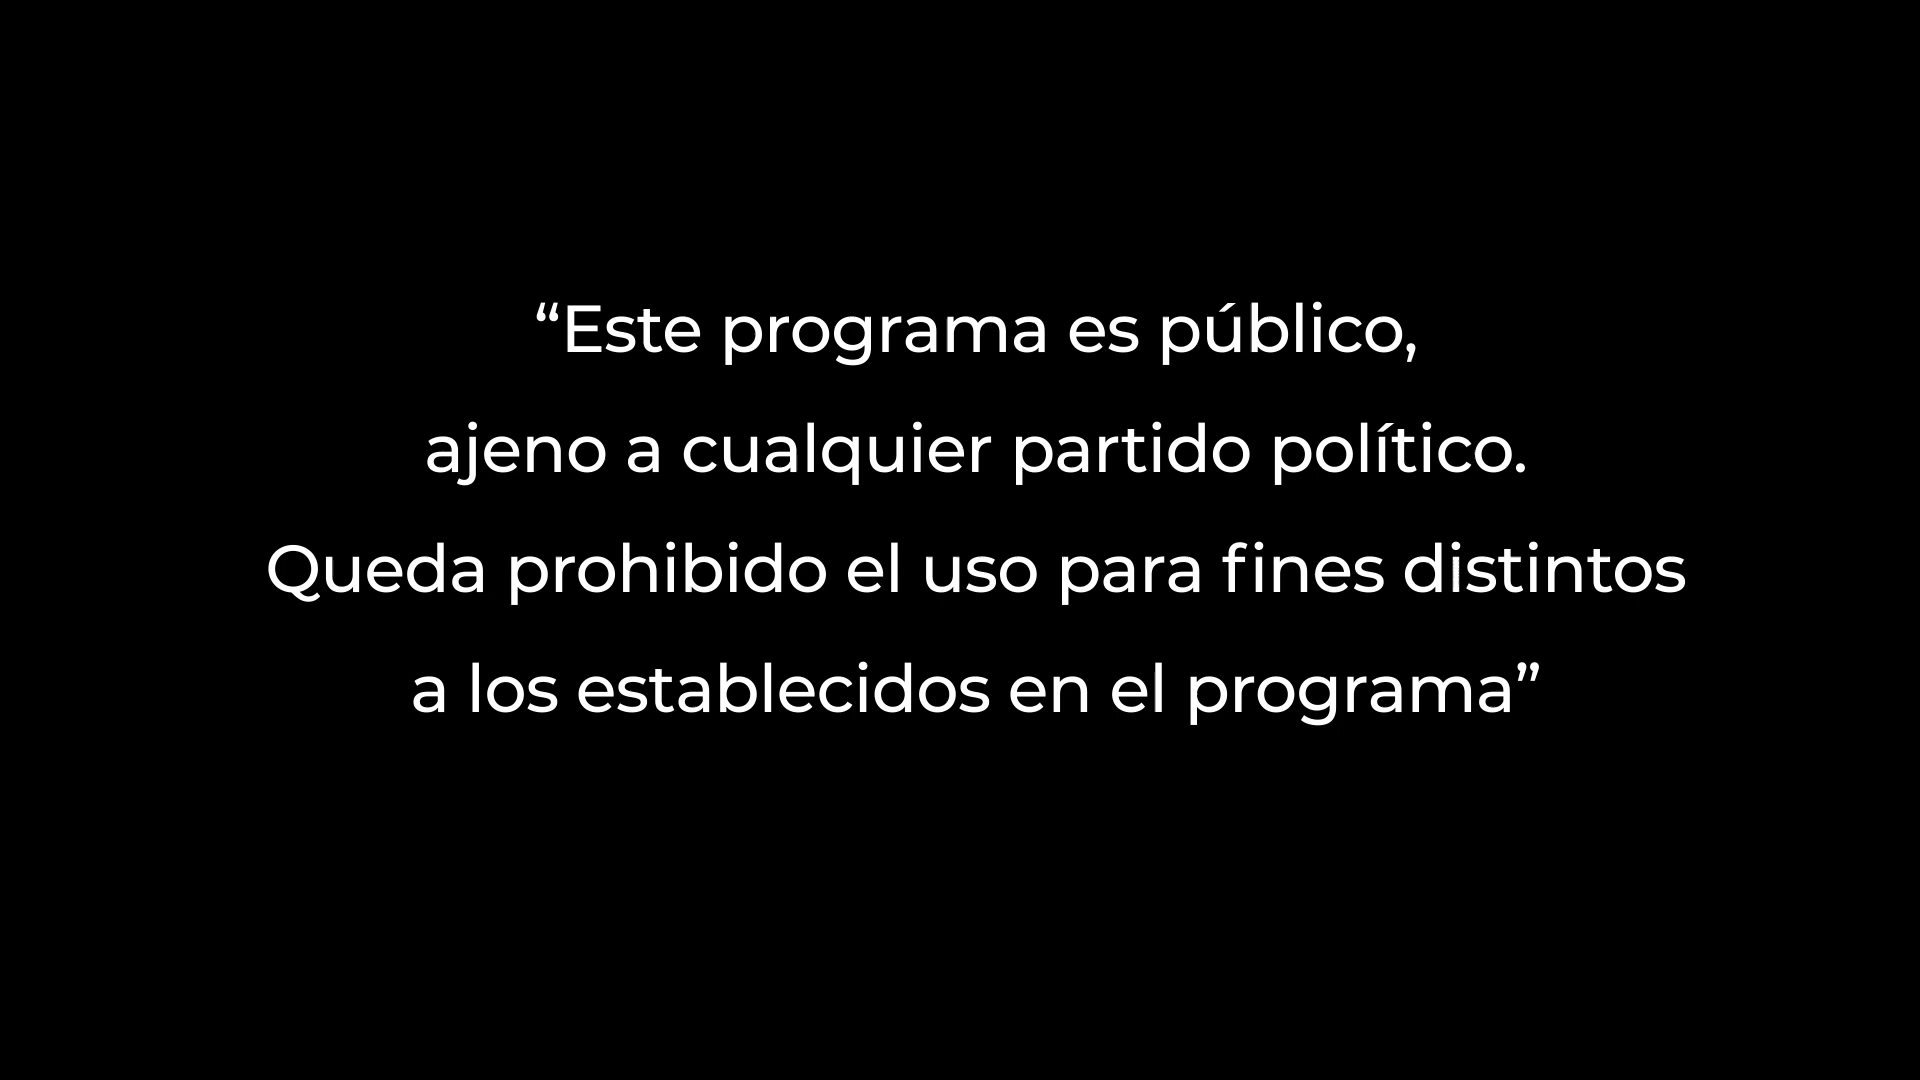 “Este programa es público,
ajeno a cualquier partido político.
Queda prohibido el uso para fines distintos
a los establecidos en el programa”